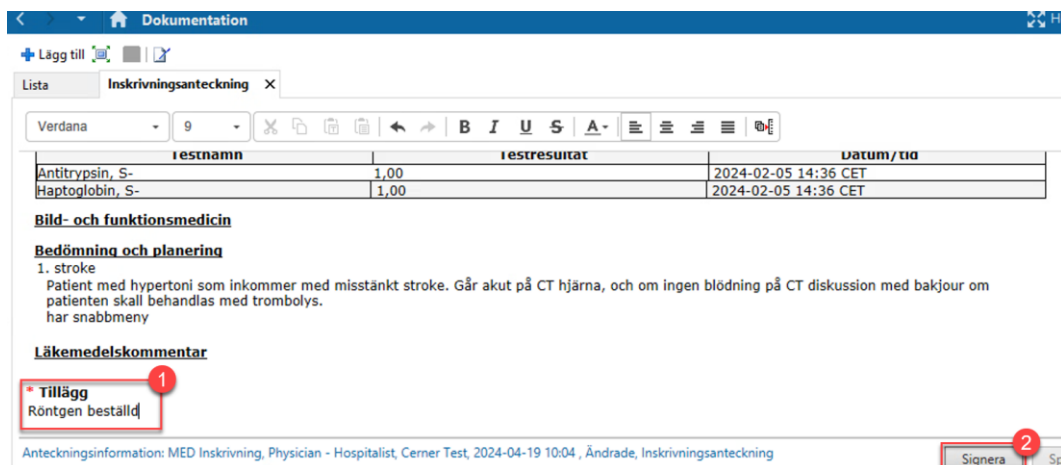 Dokumentation H
Lägg till
Lista Inskrivningsanteckning X
Verdana 9 B I U S A
Testnamn Testresultat Datum/tid
Antitrypsin, S- 1,00 2024-02-05 14:36 CET
Haptoglobin, S- 1,00 2024-02-05 14:36 CET
Bild- och funktionsmedicin
Bedömning och planering
1. stroke
Patient med hypertoni som inkommer med misstänkt stroke. Går akut på CT hjärna, och om ingen blödning på CT diskussion med bakjour om
patienten skall behandlas med trombolys.
har snabbmeny
Läkemedelskommentar
1
* Tillägg
Röntgen beställd
2
Anteckningsinformation: MED Inskrivning, Physician - Hospitalist, Cerner Test, 2024-04-19 10:04 , Ändrade, Inskrivningsanteckning
Signera Sp